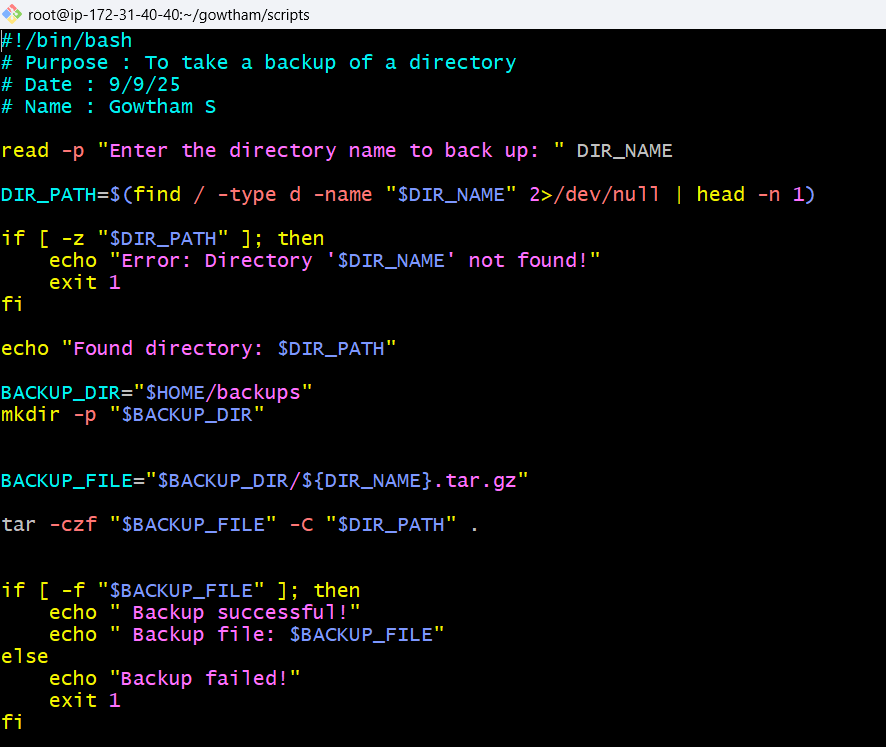 root@ip-172-31-40-40:~/gowtham/scripts
#!/bin/bash
# Purpose : To take a backup of a directory
# Date : 9/9/25
# Name : Gowtham S
read -p "Enter the directory name to back up: " DIR_NAME
DIR_PATH=$(find / -type d -name "$DIR_NAME" 2>/dev/null | head -n 1)
if [ -z "$DIR_PATH" ]; then
    echo "Error: Directory '$DIR_NAME' not found!"
    exit 1
fi
echo "Found directory: $DIR_PATH"
BACKUP_DIR="$HOME/backups"
mkdir -p "$BACKUP_DIR"
BACKUP_FILE="$BACKUP_DIR/${DIR_NAME}.tar.gz"
tar -czf "$BACKUP_FILE" -C "$DIR_PATH" .
if [ -f "$BACKUP_FILE" ]; then
    echo " Backup successful!"
    echo " Backup file: $BACKUP_FILE"
else
    echo "Backup failed!"
    exit 1
fi